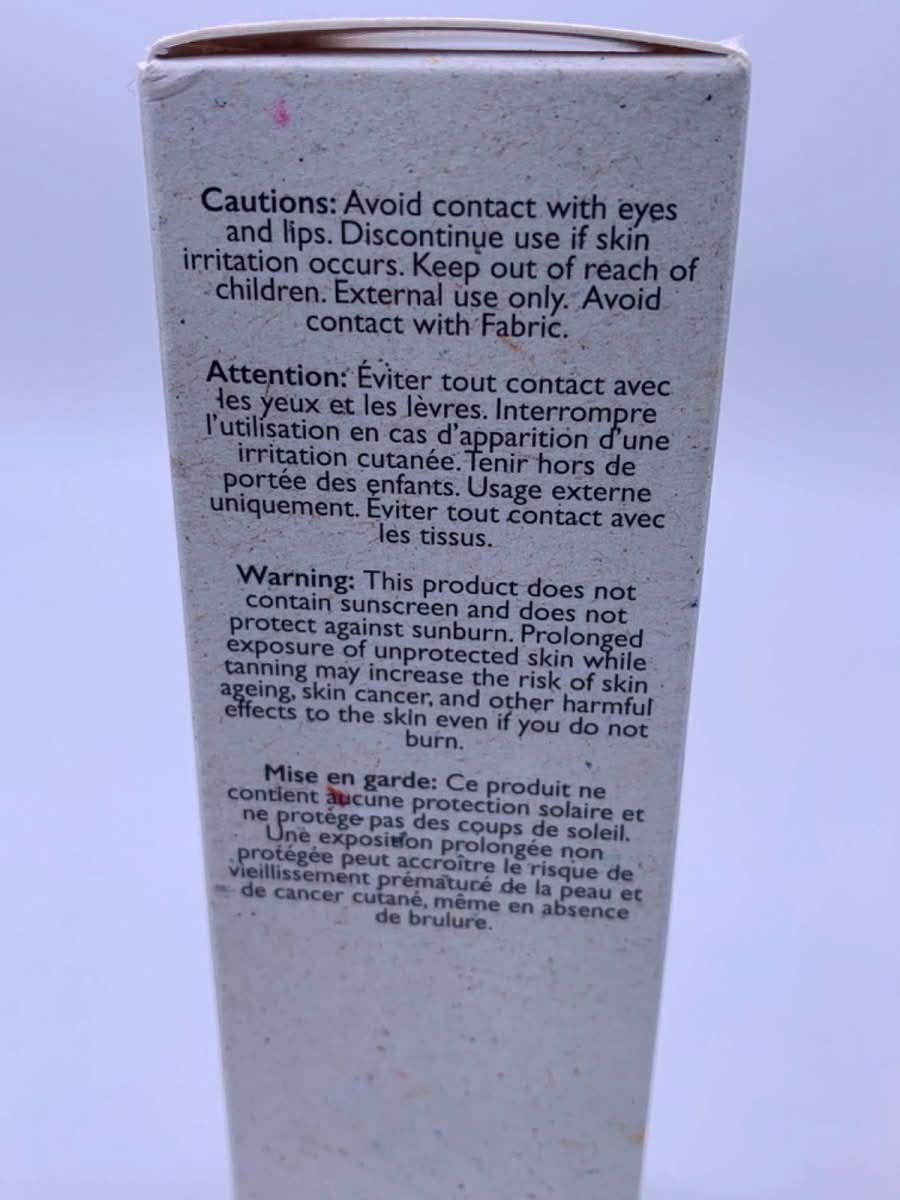 Cautions: Avoid contact with eyes
and lips. Discontinue use if skin
irritation occurs. Keep out of reach of
children. External use only. Avoid
contact with Fabric.
Attention: Éviter tout contact avec
les yeux et les lèvres. Interrompre
l'utilisation en cas d'apparition d'une
irritation cutanée. Tenir hors de
portée des enfants. Usage externe
uniquement. Éviter tout contact avec
les tissus.
Warning: This product does not
contain sunscreen and does not
protect against sunburn. Prolonged
exposure of unprotected skin while
tanning may increase the risk of skin
ageing, skin cancer, and other harmful
effects to the skin even if you do not
burn.
Mise en garde: Ce produit ne
contient aucune protection solaire et
ne protège pas des coups de soleil.
Une exposition prolongée non
protégée peut accroître le risque de
vieillissement prématuré de la peau et
de cancer cutané, même en absence
de brulure.